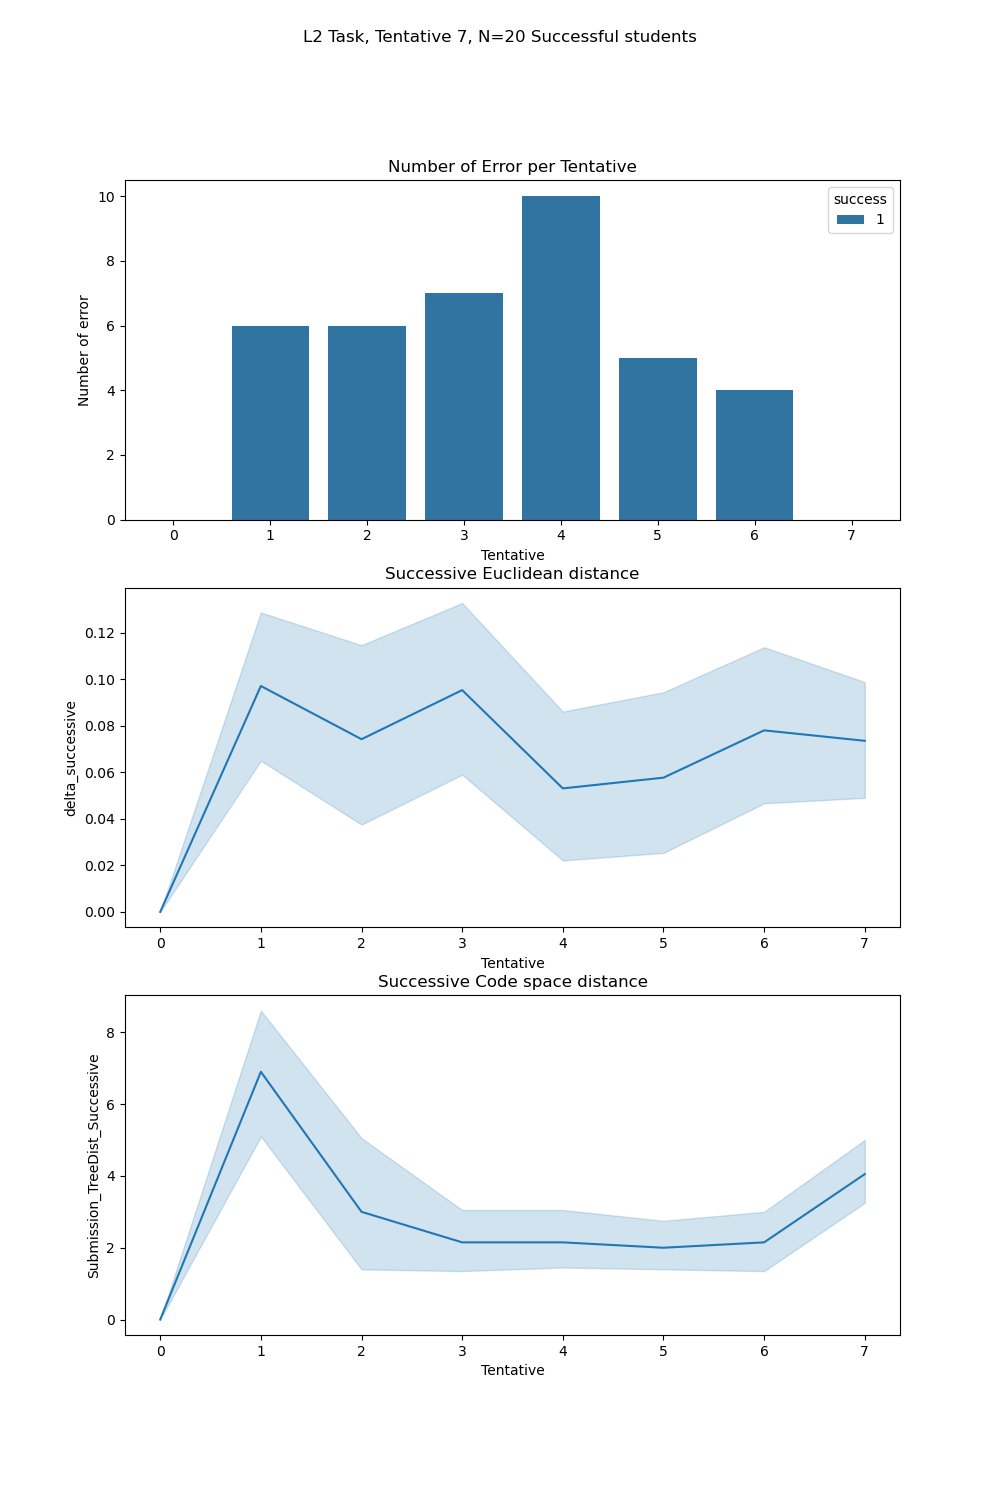 L2 Task, Tentative 7, N=20 Successful students
Number of Error per Tentative
success
1
10
8
6
4
2
0
Number of error
0 1 2 3 4 5 6 7
Tentative
Successive Euclidean distance
0.12
0.10
0.08
0.06
0.04
0.02
0.00
delta_successive
0 1 2 3 4 5 6 7
Tentative
Successive Code space distance
8
6
4
2
0
Submission_TreeDist_Successive
0 1 2 3 4 5 6 7
Tentative